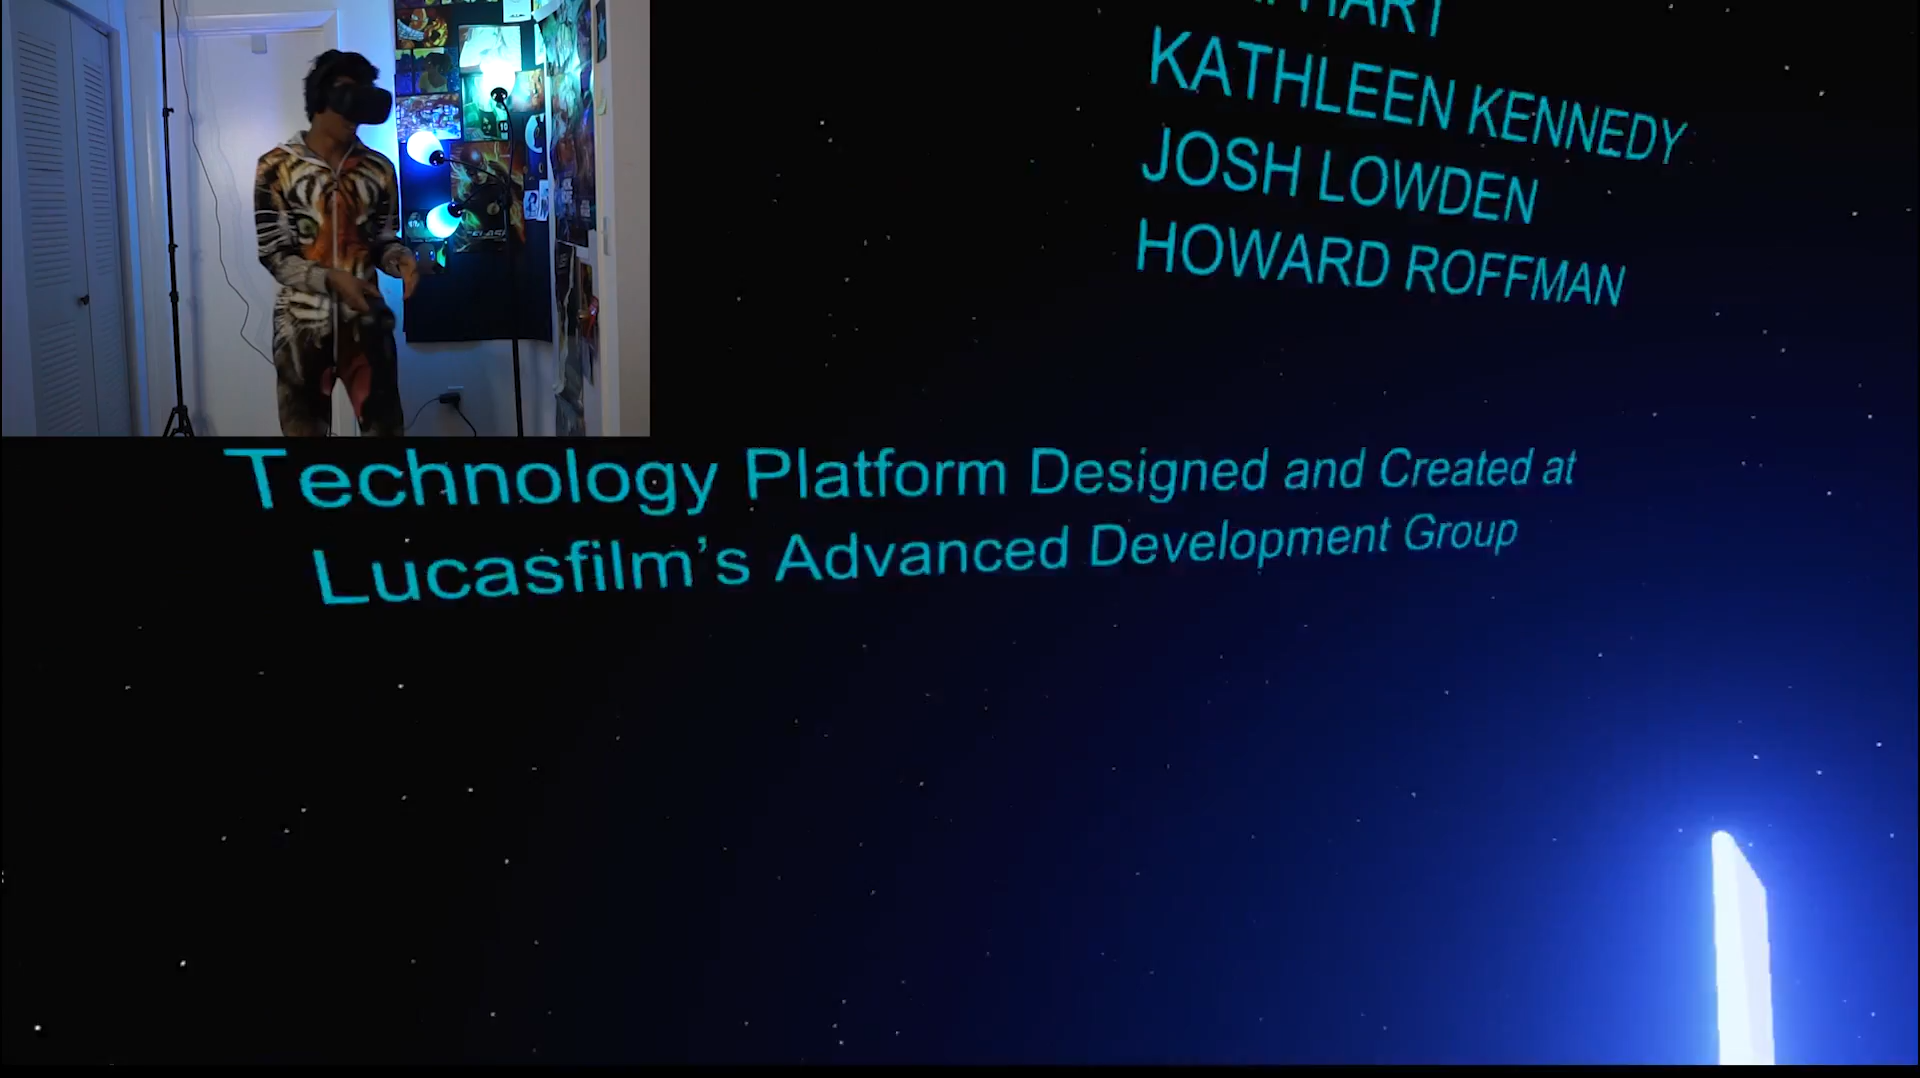 KATHLEEN KENNEDY
JOSH LOWDEN
HOWARD ROFFMAN
Technology Platform Designed and Created at
Lucasfilm’s Advanced Development Group